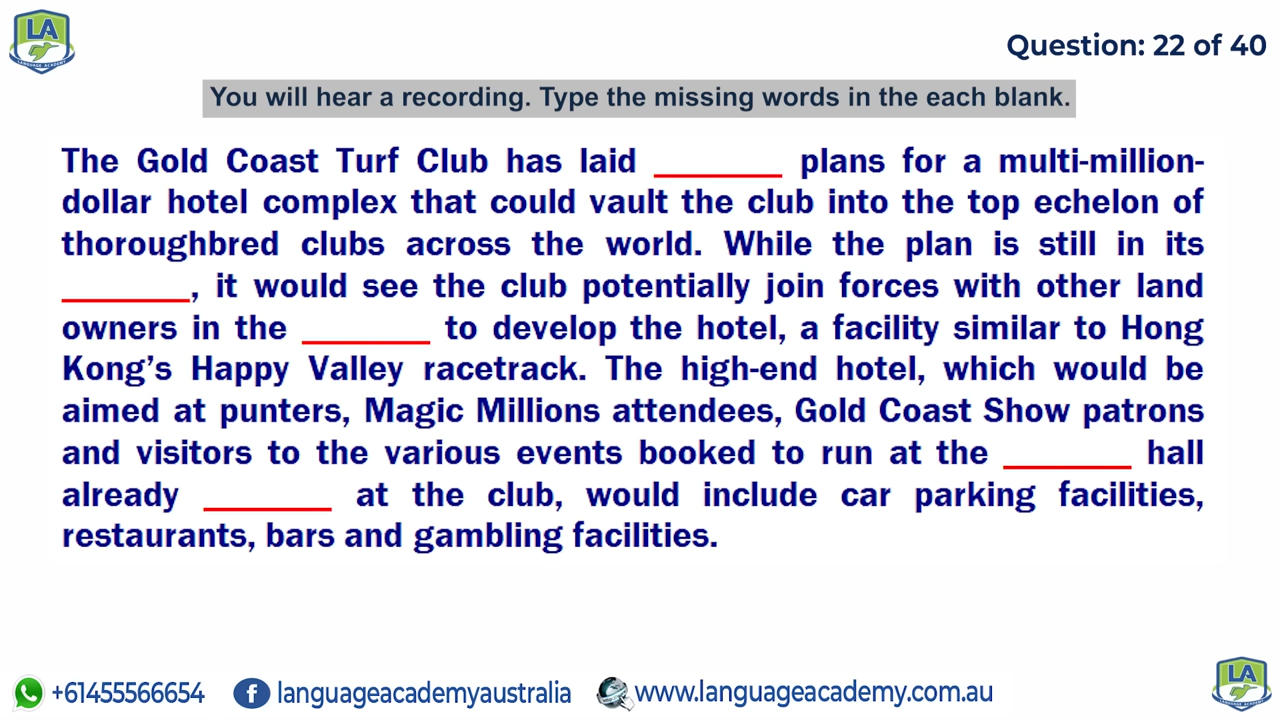 LA
LANGUAGE ACADEMY
Question: 22 of 40
You will hear a recording. Type the missing words in the each blank.
The Gold Coast Turf Club has laid ________ plans for a multi-million-
dollar hotel complex that could vault the club into the top echelon of
thoroughbred clubs across the world. While the plan is still in its
________, it would see the club potentially join forces with other land
owners in the ________ to develop the hotel, a facility similar to Hong
Kong’s Happy Valley racetrack. The high-end hotel, which would be
aimed at punters, Magic Millions attendees, Gold Coast Show patrons
and visitors to the various events booked to run at the ________ hall
already ________ at the club, would include car parking facilities,
restaurants, bars and gambling facilities.
+61455566654 languageacademyaustralia www.languageacademy.com.au
LA
LANGUAGE ACADEMY